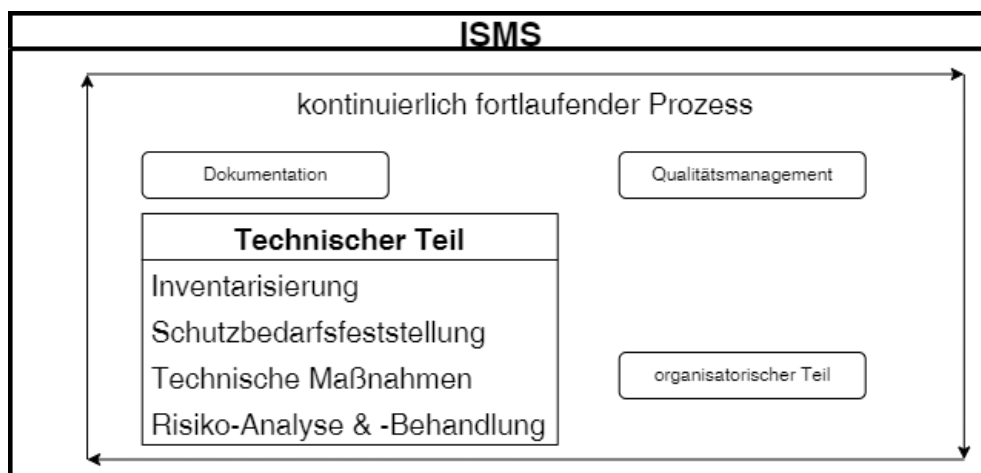 ISMS
kontinuierlich fortlaufender Prozess
Dokumentation
Qualitätsmanagement
Technischer Teil
Inventarisierung
Schutzbedarfsfeststellung
Technische Maßnahmen
Risiko-Analyse & -Behandlung
organisatorischer Teil